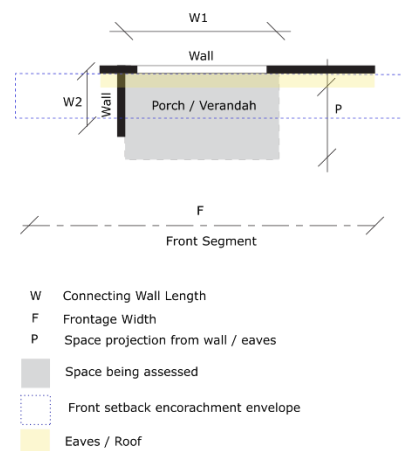 W1
Wall
W2
Wall
Porch / Verandah
P
F
Front Segment
W Connecting Wall Length
F Frontage Width
P Space projection from wall / eaves
Space being assessed
Front setback encorachment envelope
Eaves / Roof